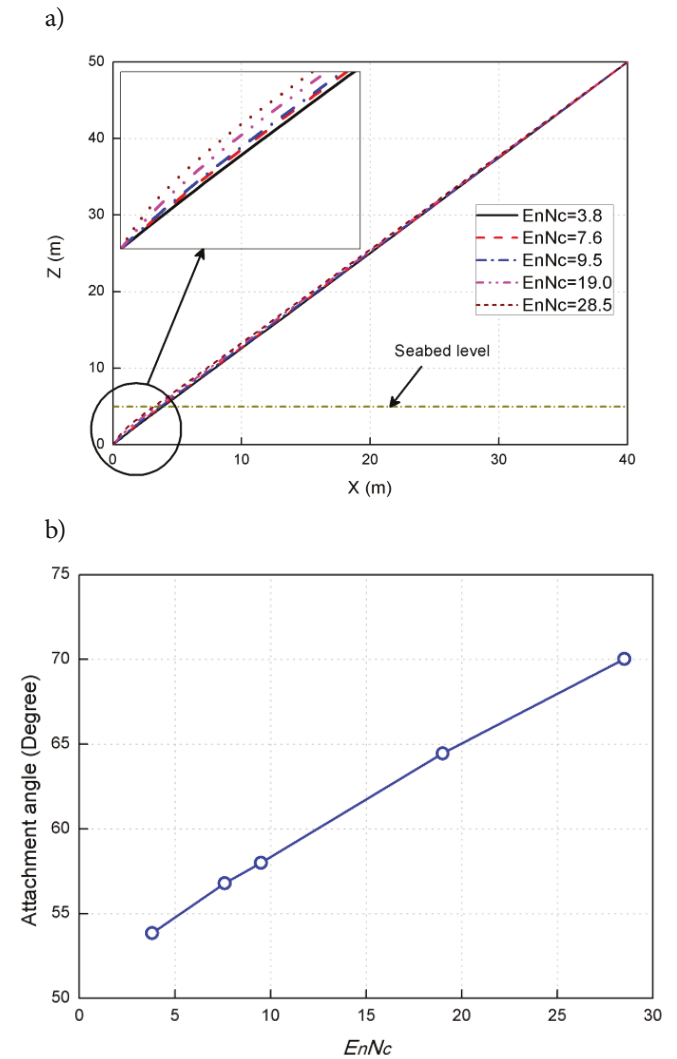 a)
50
40
30
20
10
0
Z (m)
EnNc=3.8
EnNc=7.6
EnNc=9.5
EnNc=19.0
EnNc=28.5
Seabed level
0 10 20 30 40
X (m)
b)
75
70
65
60
55
50
Attachment angle (Degree)
0 5 10 15 20 25 30
EnNc